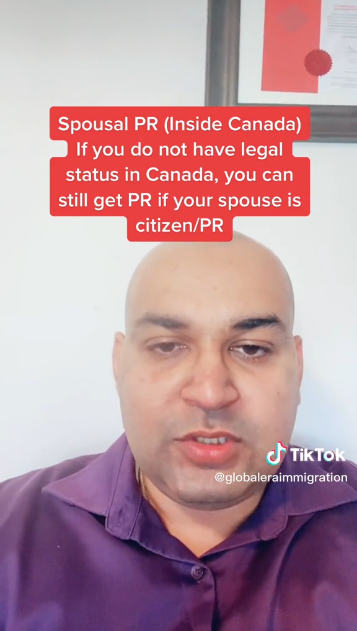 Spousal PR (Inside Canada)
If you do not have legal
status in Canada, you can
still get PR if your spouse is
citizen/PR
TikTok
@globaleraimmigration